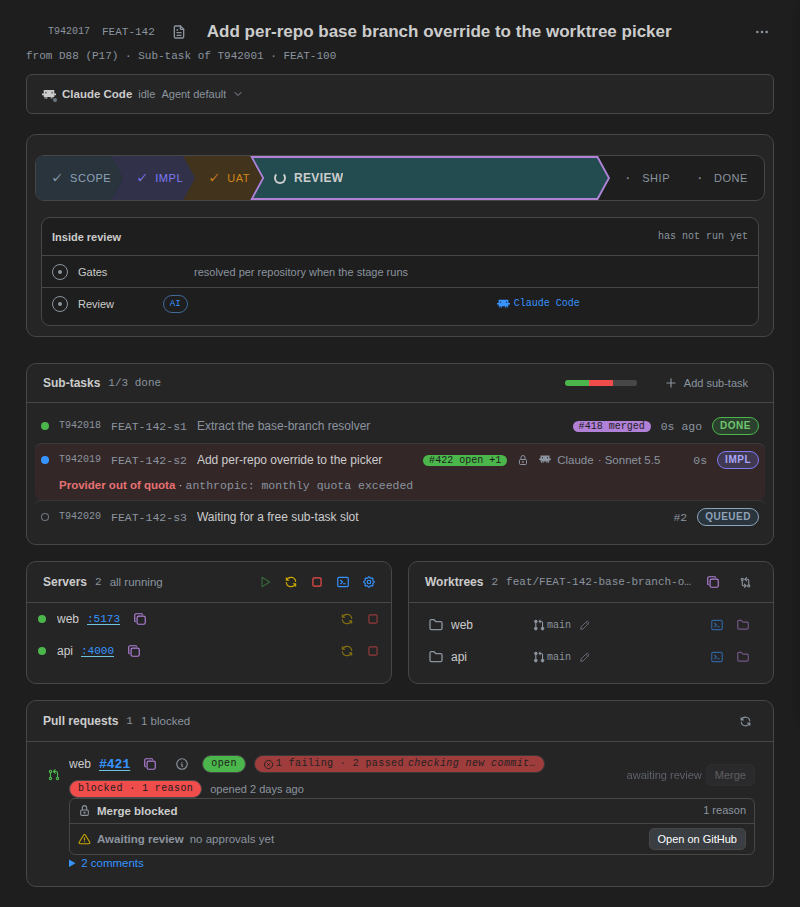 T942017 FEAT-142 Add per-repo base branch override to the worktree picker
from D88 (P17) · Sub-task of T942001 · FEAT-100
Claude Code idle Agent default
✓ SCOPE ✓ IMPL ✓ UAT REVIEW · SHIP · DONE
Inside review has not run yet
Gates resolved per repository when the stage runs
Review AI Claude Code
Sub-tasks 1/3 done + Add sub-task
T942018 FEAT-142-s1 Extract the base-branch resolver #418 merged 0s ago DONE
T942019 FEAT-142-s2 Add per-repo override to the picker #422 open +1 Claude · Sonnet 5.5 0s IMPL
Provider out of quota · anthropic: monthly quota exceeded
T942020 FEAT-142-s3 Waiting for a free sub-task slot #2 QUEUED
Servers 2 all running
web :5173
api :4000
Worktrees 2 feat/FEAT-142-base-branch-o…
web main
api main
Pull requests 1 1 blocked
web #421 open 1 failing · 2 passed checking new commit…
blocked · 1 reason opened 2 days ago
awaiting review Merge
Merge blocked 1 reason
Awaiting review no approvals yet Open on GitHub
2 comments